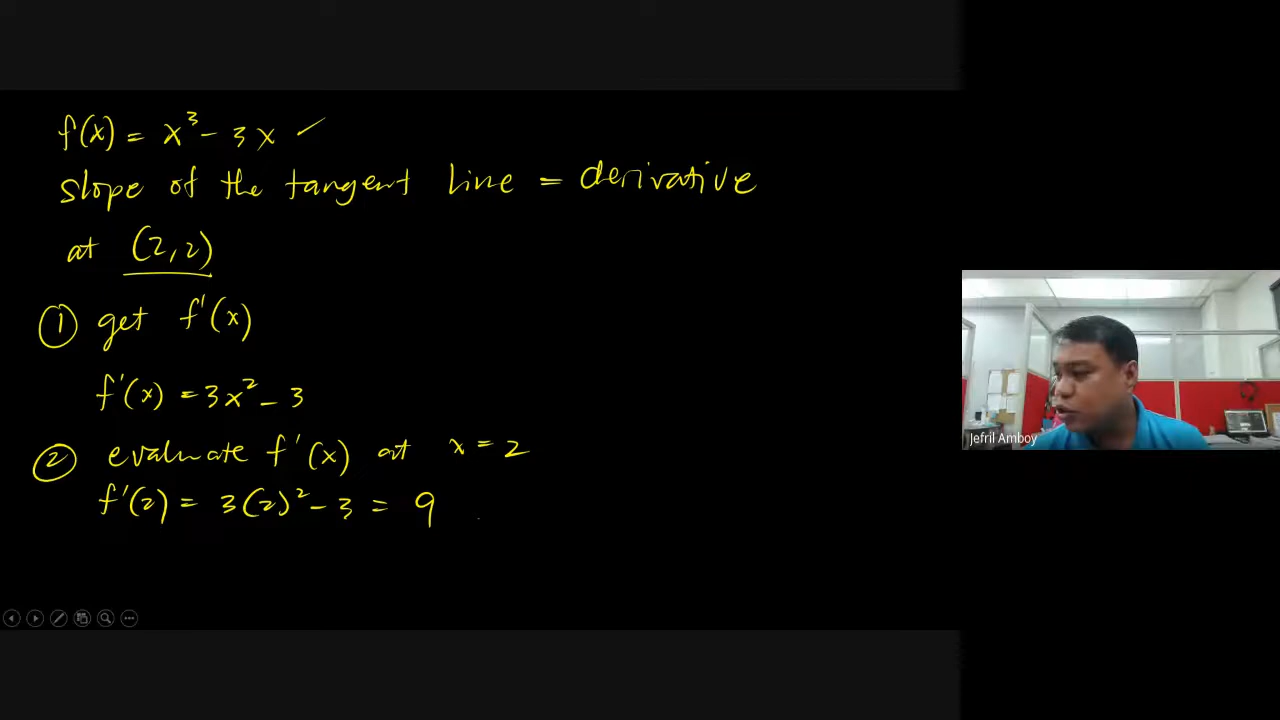 f(x) = x³ - 3x ✓
slope of the tangent line = derivative
at (2,2)
① get f'(x)
f'(x) = 3x² - 3
② evaluate f'(x) at x = 2
f'(2) = 3(2)² - 3 = 9
Jefril Amboy